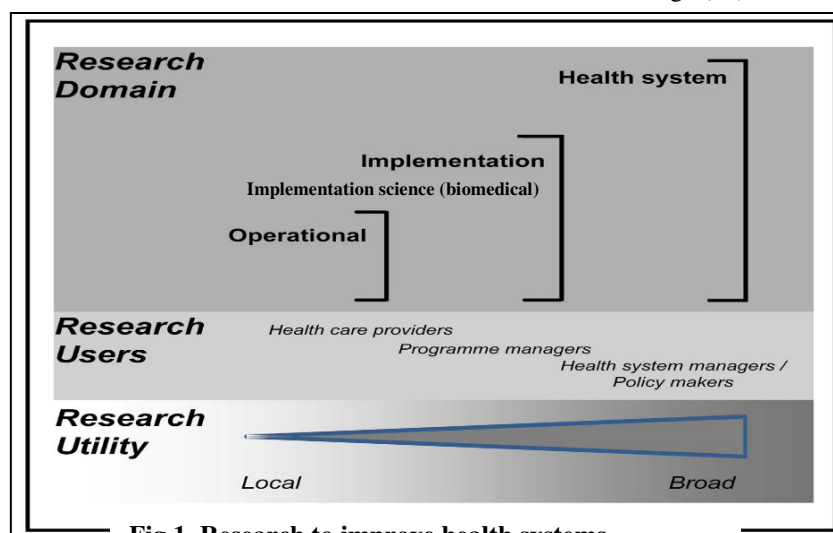 Research
Domain
Health system
Implementation
Implementation science (biomedical)
Operational
Research
Users
Health care providers
Programme managers
Health system managers /
Policy makers
Research
Utility
Local
Broad
Fig 1. Research to improve health systems